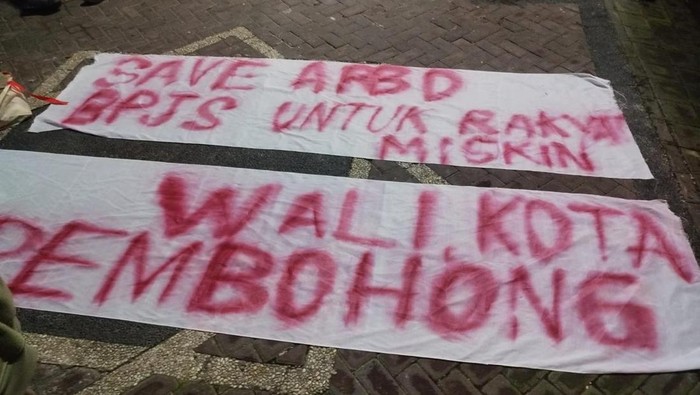 SAVE APBD
BPJS UNTUK RAKYAT
MISKIN
WALI.KOTA
PEMBOHONG